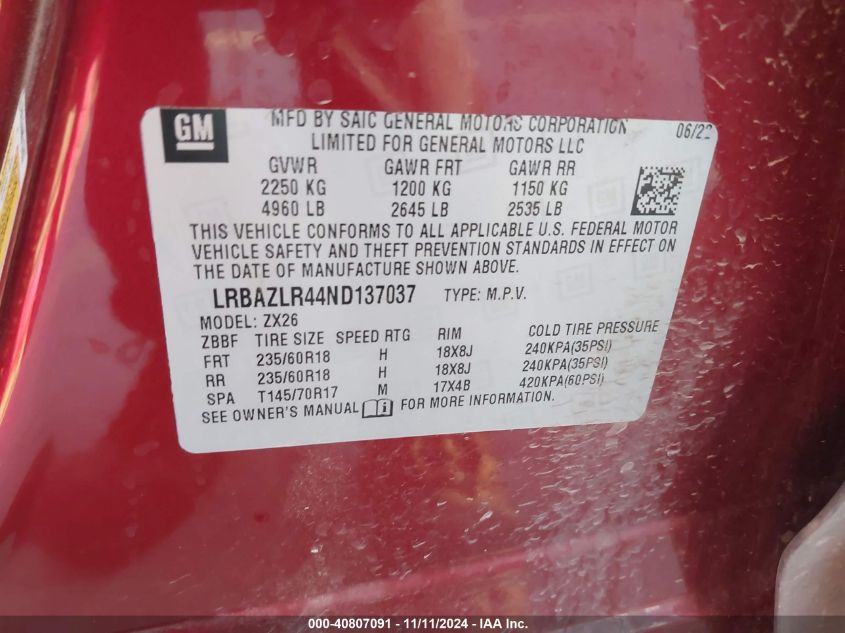 GM
MFD BY SAIC GENERAL MOTORS CORPORATION 06/22
LIMITED FOR GENERAL MOTORS LLC
GVWR GAWR FRT GAWR RR
2250 KG 1200 KG 1150 KG
4960 LB 2645 LB 2535 LB
THIS VEHICLE CONFORMS TO ALL APPLICABLE U.S. FEDERAL MOTOR
VEHICLE SAFETY AND THEFT PREVENTION STANDARDS IN EFFECT ON
THE DATE OF MANUFACTURE SHOWN ABOVE.
LRBAZLR44ND137037 TYPE: M.P.V.
MODEL: ZX26
ZBBF TIRE SIZE SPEED RTG RIM COLD TIRE PRESSURE
FRT 235/60R18 H 18X8J 240KPA(35PSI)
RR 235/60R18 H 18X8J 240KPA(35PSI)
SPA T145/70R17 M 17X4B 420KPA(60PSI)
SEE OWNER'S MANUAL FOR MORE INFORMATION.
000-40807091 - 11/11/2024 - IAA Inc.